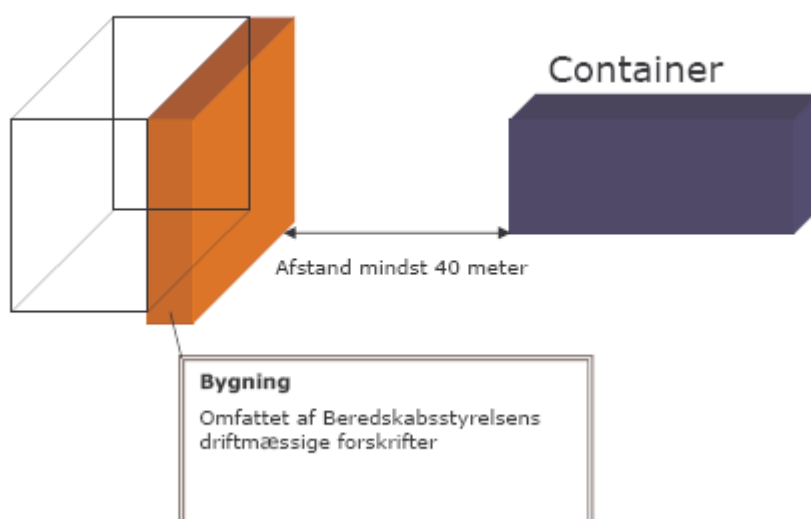 Container
Afstand mindst 40 meter
Bygning
Omfattet af Beredskabsstyrelsens
driftmæssige forskrifter